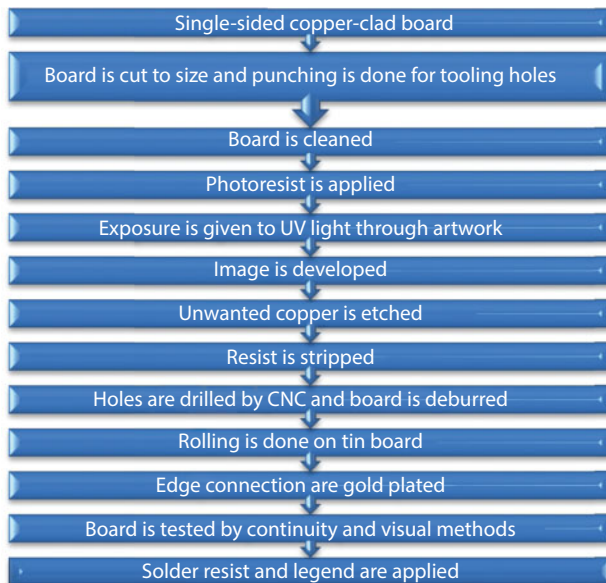 Single-sided copper-clad board
Board is cut to size and punching is done for tooling holes
Board is cleaned
Photoresist is applied
Exposure is given to UV light through artwork
Image is developed
Unwanted copper is etched
Resist is stripped
Holes are drilled by CNC and board is deburred
Rolling is done on tin board
Edge connection are gold plated
Board is tested by continuity and visual methods
Solder resist and legend are applied